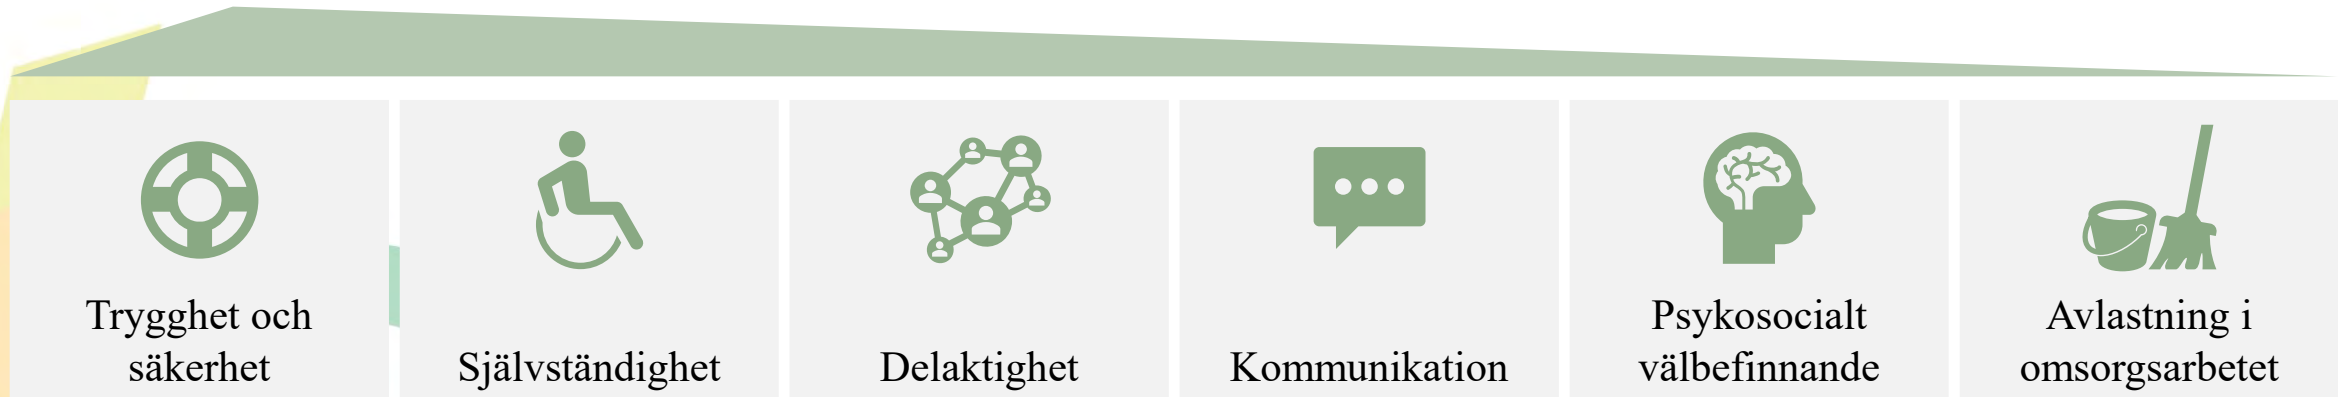 Trygghet och
säkerhet
Självständighet
Delaktighet
Kommunikation
Psykosocialt
välbefinnande
Avlastning i
omsorgsarbetet